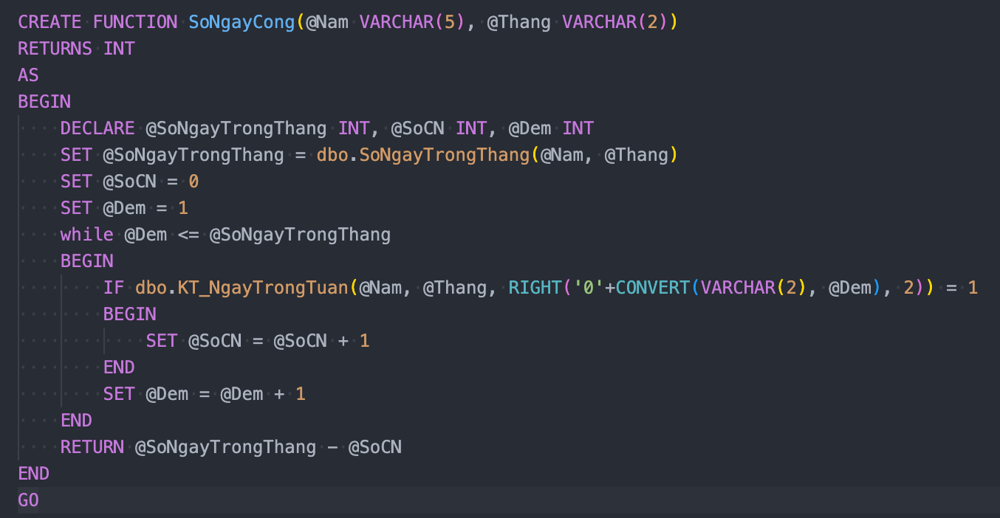 CREATE FUNCTION SoNgayCong(@Nam VARCHAR(5), @Thang VARCHAR(2))
RETURNS INT
AS
BEGIN
    DECLARE @SoNgayTrongThang INT, @SoCN INT, @Dem INT
    SET @SoNgayTrongThang = dbo.SoNgayTrongThang(@Nam, @Thang)
    SET @SoCN = 0
    SET @Dem = 1
    while @Dem <= @SoNgayTrongThang
    BEGIN
        IF dbo.KT_NgayTrongTuan(@Nam, @Thang, RIGHT('0'+CONVERT(VARCHAR(2), @Dem), 2)) = 1
        BEGIN
            SET @SoCN = @SoCN + 1
        END
        SET @Dem = @Dem + 1
    END
    RETURN @SoNgayTrongThang - @SoCN
END
GO